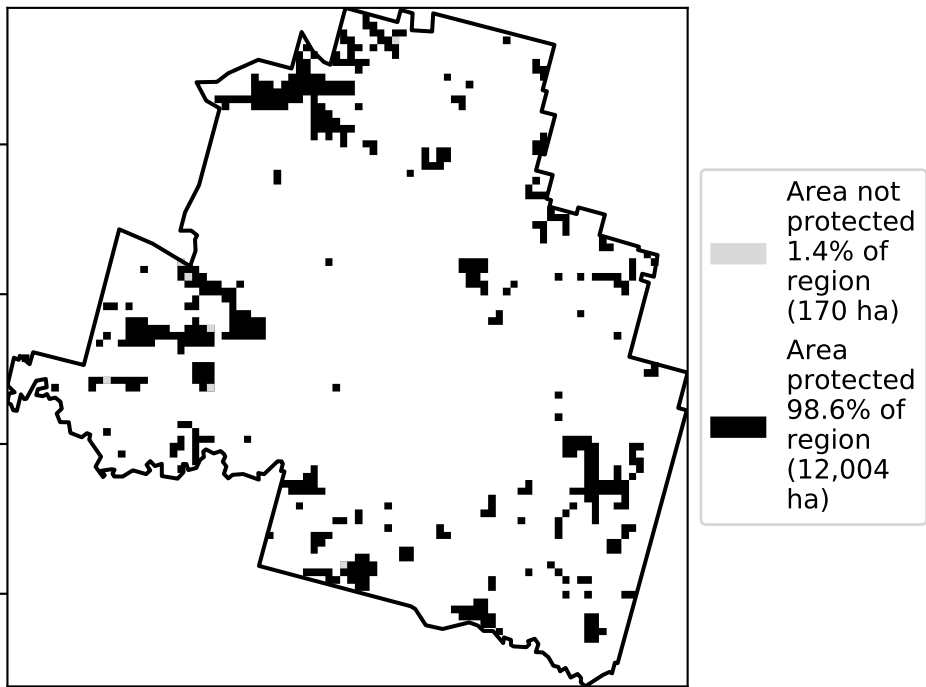 Area not
protected
1.4% of
region
(170 ha)
Area
protected
98.6% of
region
(12,004
ha)